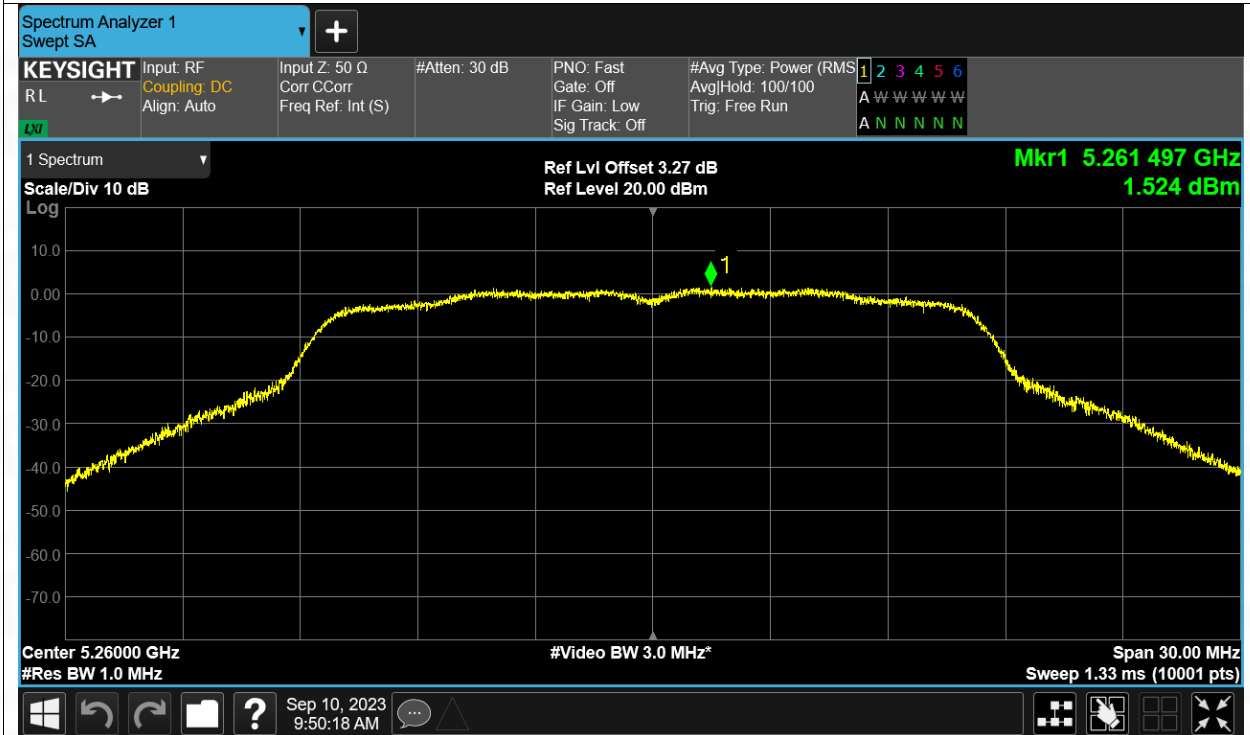 Spectrum Analyzer 1
Swept SA
+
KEYSIGHT
R L
LXI
Input: RF
Coupling: DC
Align: Auto
Input Z: 50 Ω
Corr CCorr
Freq Ref: Int (S)
#Atten: 30 dB
PNO: Fast
Gate: Off
IF Gain: Low
Sig Track: Off
#Avg Type: Power (RMS
Avg|Hold: 100/100
Trig: Free Run
1 2 3 4 5 6
A W W W W W
A N N N N N
1 Spectrum
Scale/Div 10 dB
Log
Ref Lvl Offset 3.27 dB
Ref Level 20.00 dBm
Mkr1 5.261 497 GHz
1.524 dBm
1
10.0
0.00
-10.0
-20.0
-30.0
-40.0
-50.0
-60.0
-70.0
Center 5.26000 GHz
#Res BW 1.0 MHz
#Video BW 3.0 MHz*
Span 30.00 MHz
Sweep 1.33 ms (10001 pts)
?
Sep 10, 2023
9:50:18 AM